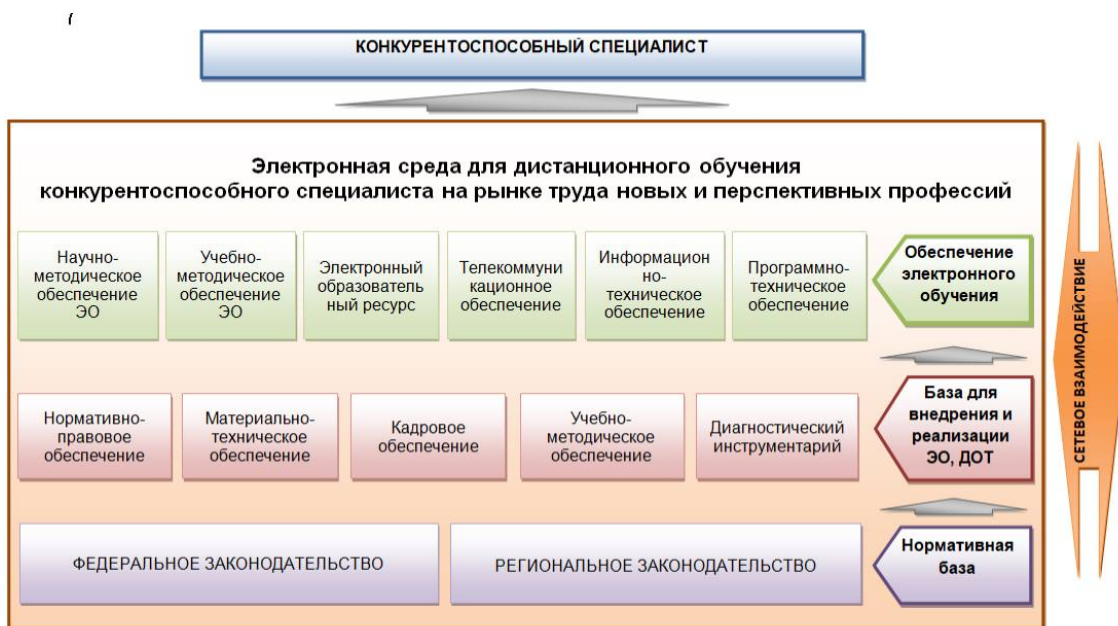 КОНКУРЕНТОСПОСОБНЫЙ СПЕЦИАЛИСТ
Электронная среда для дистанционного обучения
конкурентоспособного специалиста на рынке труда новых и перспективных профессий
Научно-
методическое
обеспечение
ЭО
Учебно-
методическое
обеспечение
ЭО
Электронный
образователь
ный ресурс
Телекоммуни
кационное
обеспечение
Информацион
но-
техническое
обеспечение
Программно-
техническое
обеспечение
Обеспечение
электронного
обучения
Нормативно-
правовое
обеспечение
Материально-
техническое
обеспечение
Кадровое
обеспечение
Учебно-
методическое
обеспечение
Диагностический
инструментарий
База для
внедрения и
реализации
ЭО, ДОТ
ФЕДЕРАЛЬНОЕ ЗАКОНОДАТЕЛЬСТВО
РЕГИОНАЛЬНОЕ ЗАКОНОДАТЕЛЬСТВО
Нормативная
база
СЕТЕВОЕ ВЗАИМОДЕЙСТВИЕ